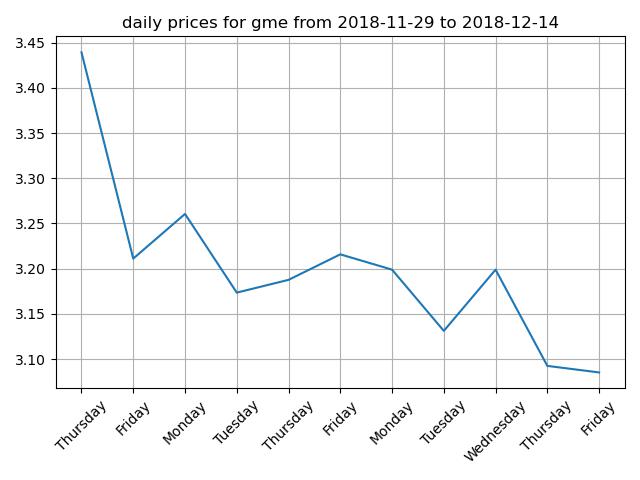 daily prices for gme from 2018-11-29 to 2018-12-14
3.45
3.40
3.35
3.30
3.25
3.20
3.15
3.10
Thursday
Friday
Monday
Tuesday
Thursday
Friday
Monday
Tuesday
Wednesday
Thursday
Friday